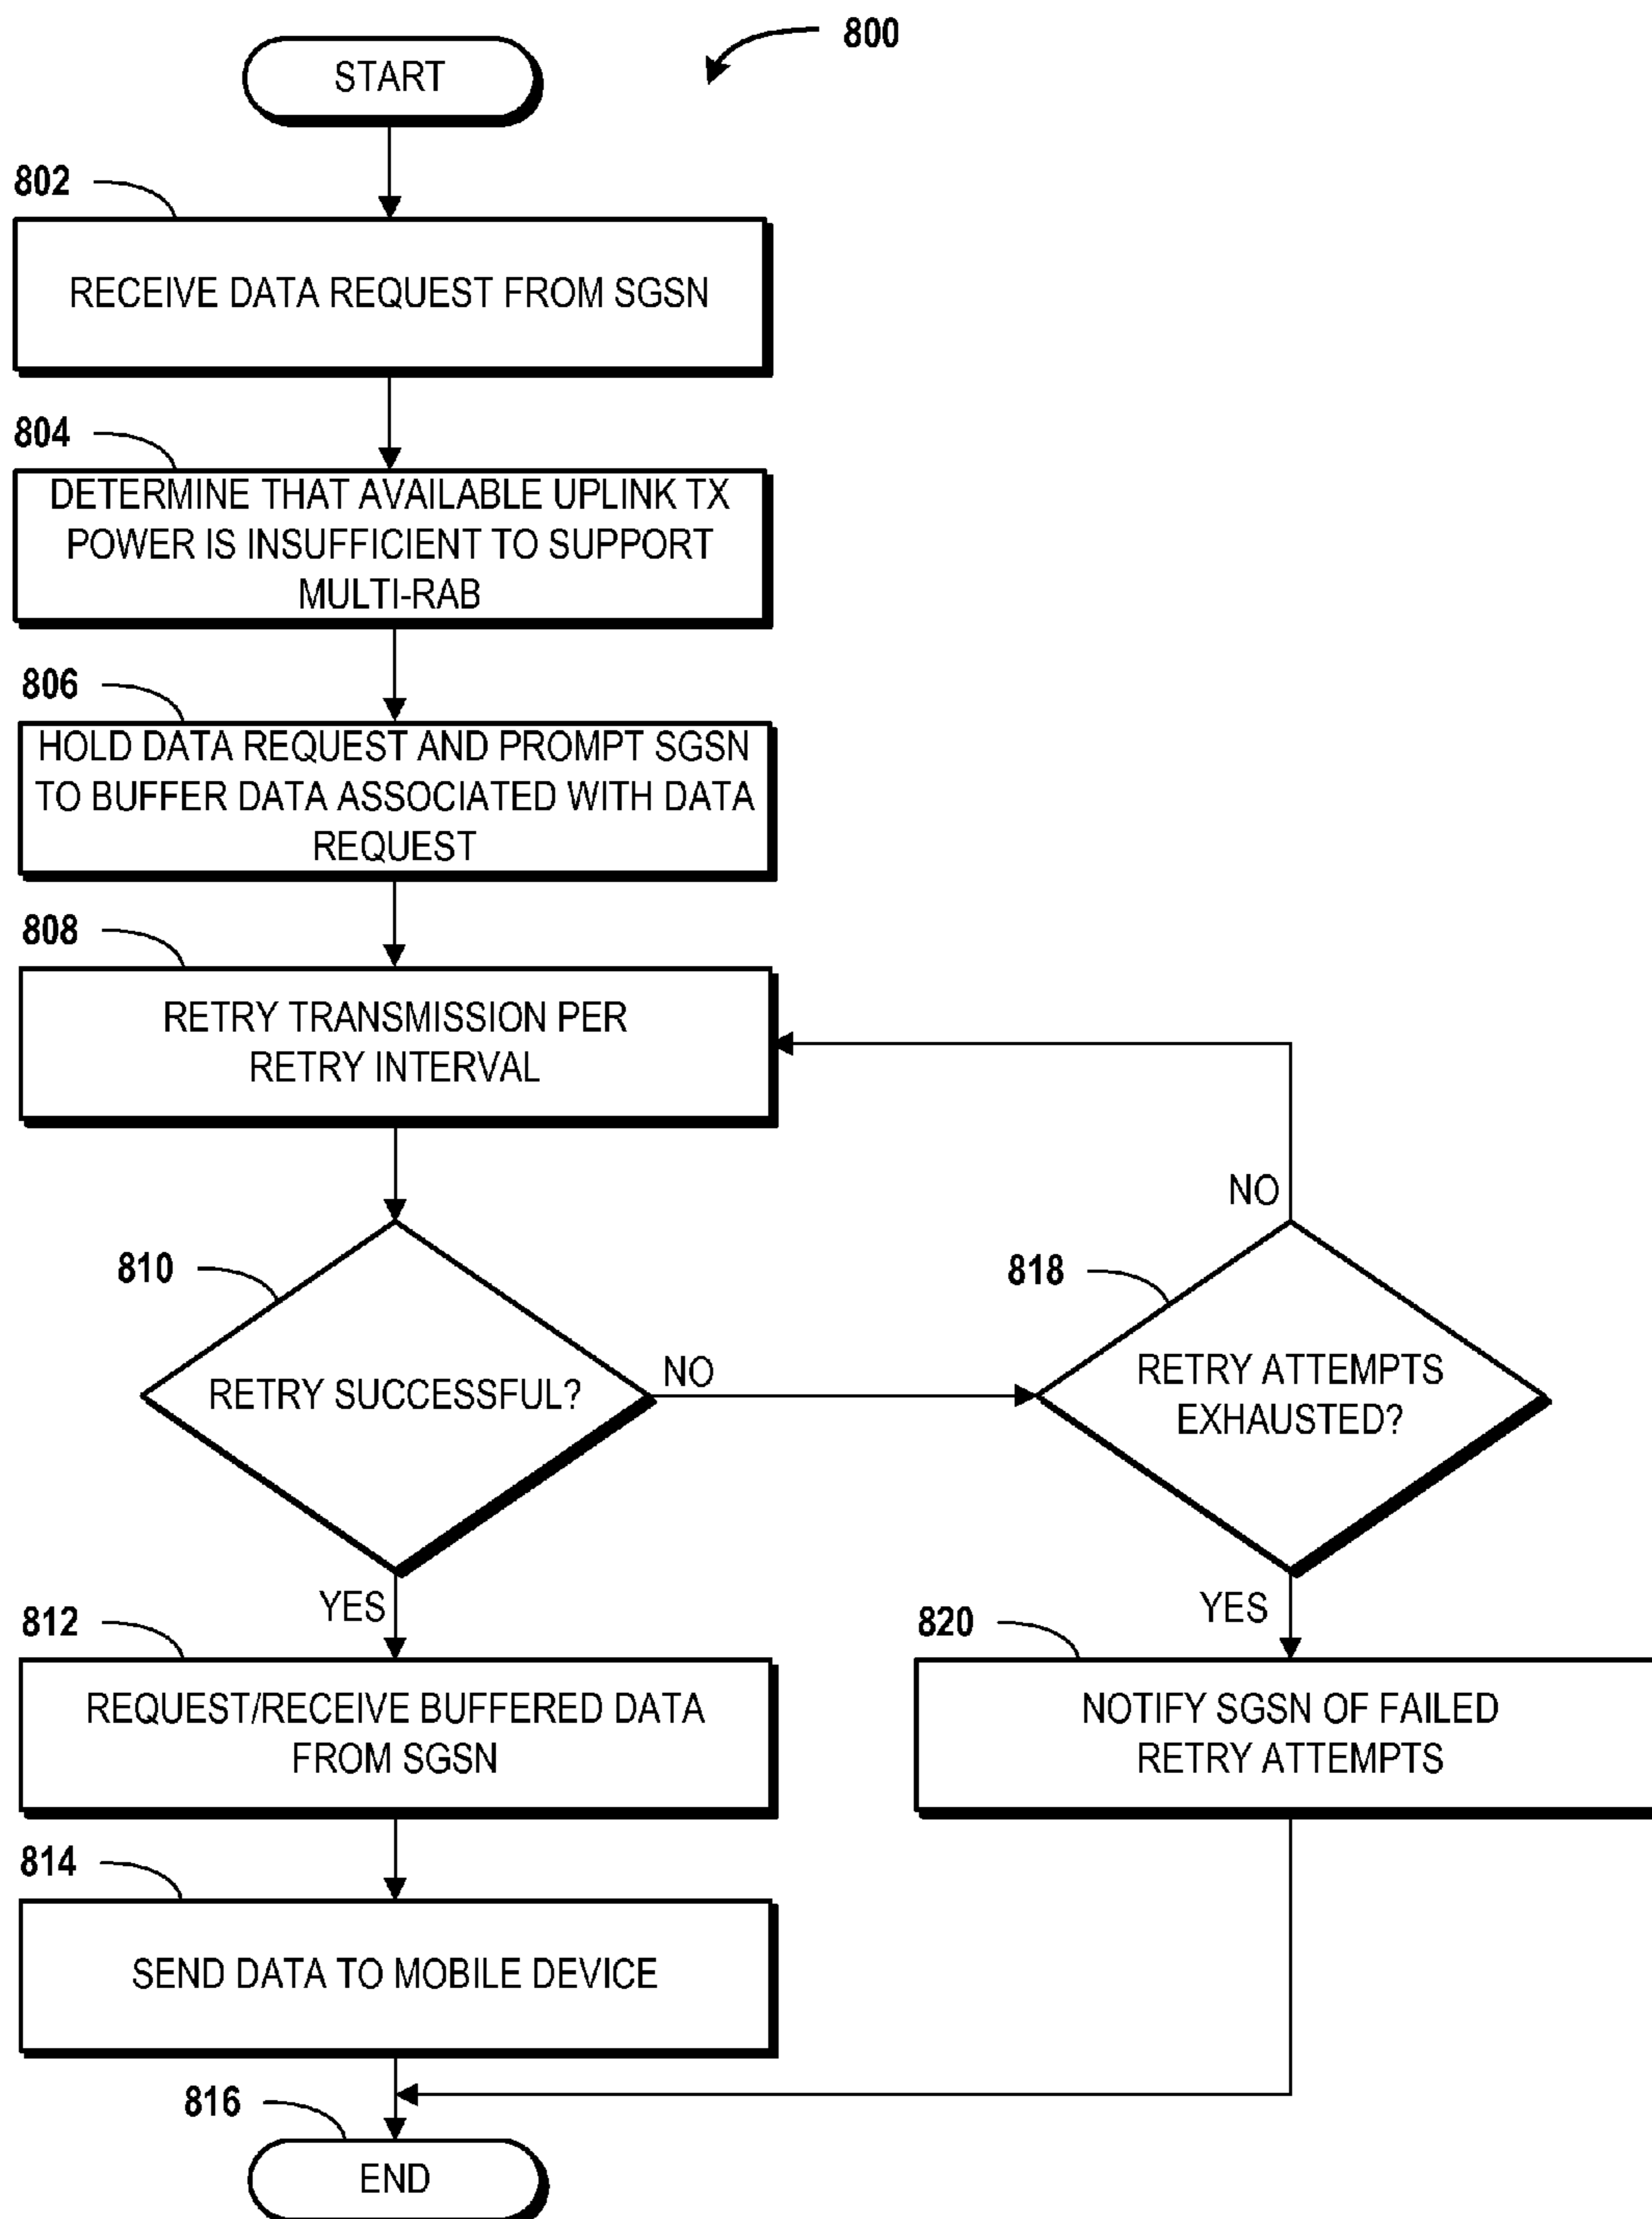 800
START
802
RECEIVE DATA REQUEST FROM SGSN
804
DETERMINE THAT AVAILABLE UPLINK TX
POWER IS INSUFFICIENT TO SUPPORT
MULTI-RAB
806
HOLD DATA REQUEST AND PROMPT SGSN
TO BUFFER DATA ASSOCIATED WITH DATA
REQUEST
808
RETRY TRANSMISSION PER
RETRY INTERVAL
810
RETRY SUCCESSFUL?
NO
818
RETRY ATTEMPTS
EXHAUSTED?
NO
YES
812
REQUEST/RECEIVE BUFFERED DATA
FROM SGSN
YES
820
NOTIFY SGSN OF FAILED
RETRY ATTEMPTS
814
SEND DATA TO MOBILE DEVICE
816
END